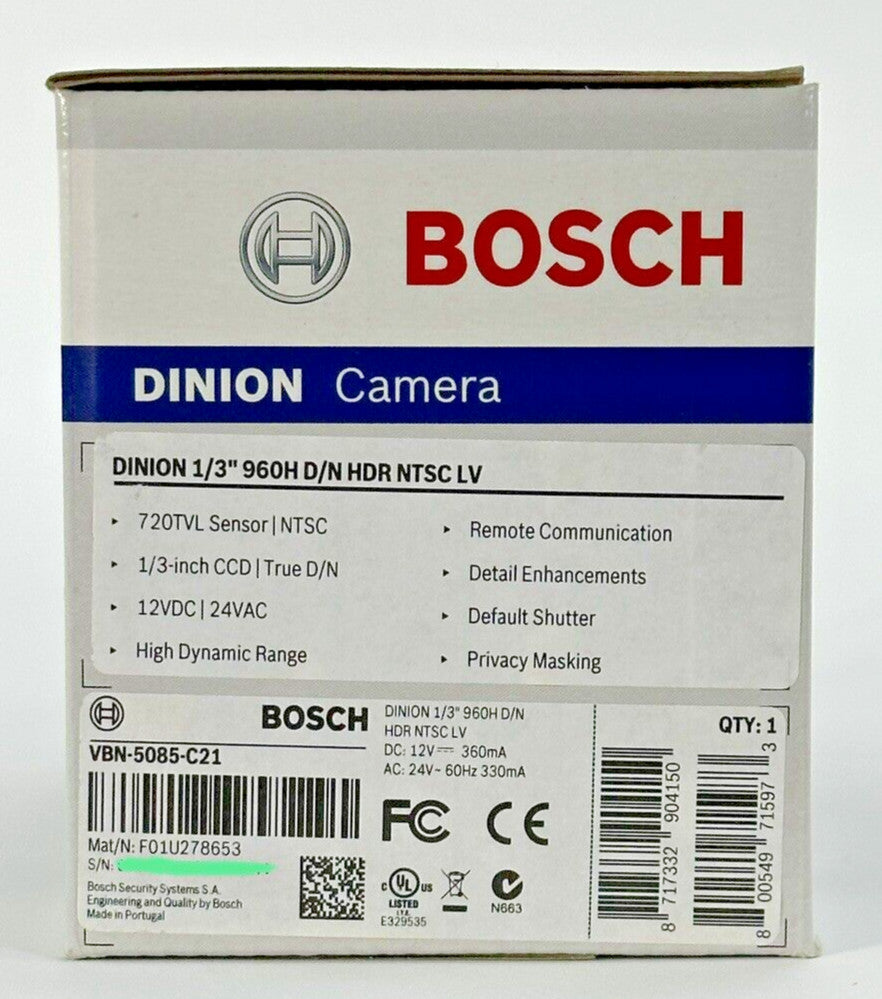 BOSCH
DINION Camera
DINION 1/3" 960H D/N HDR NTSC LV
‣ 720TVL Sensor | NTSC
‣ 1/3-inch CCD | True D/N
‣ 12VDC | 24VAC
‣ High Dynamic Range
‣ Remote Communication
‣ Detail Enhancements
‣ Default Shutter
‣ Privacy Masking
BOSCH
VBN-5085-C21
Mat/N: F01U278653
S/N:
Bosch Security Systems S.A.
Engineering and Quality by Bosch
Made in Portugal
DINION 1/3" 960H D/N
HDR NTSC LV
DC: 12V⎓ 360mA
AC: 24V~ 60Hz 330mA
FC CE
c UL US
LISTED
I.T.E.
E329535
N663
QTY: 1
8 717332 904150
8 00549 71597 3